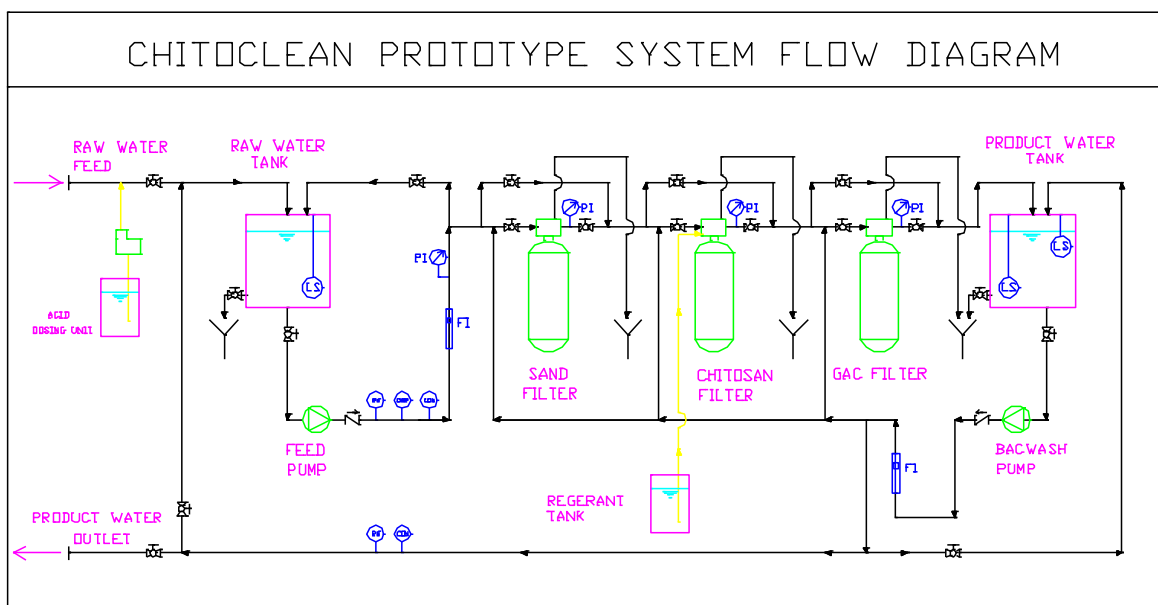 CHITOCLEAN PROTOTYPE SYSTEM FLOW DIAGRAM
RAW WATER
FEED
RAW WATER
TANK
PRODUCT WATER
TANK
PI
PI
PI
PI
LS
LS
LS
ACID
DOSING UNIT
FI
SAND
FILTER
CHITOSAN
FILTER
GAC FILTER
FEED
PUMP
BACWASH
PUMP
FI
REGERANT
TANK
PRODUCT WATER
OUTLET